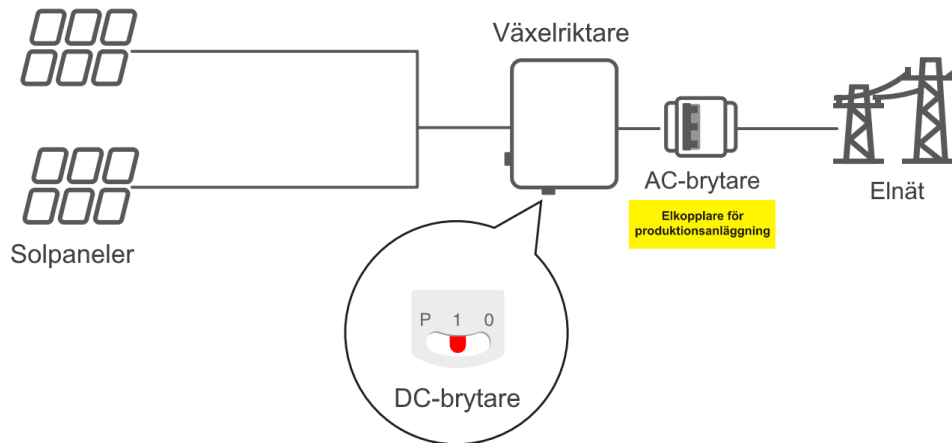 Växelriktare
AC-brytare
Elkopplare för
produktionsanläggning
Elnät
Solpaneler
P 1 0
DC-brytare